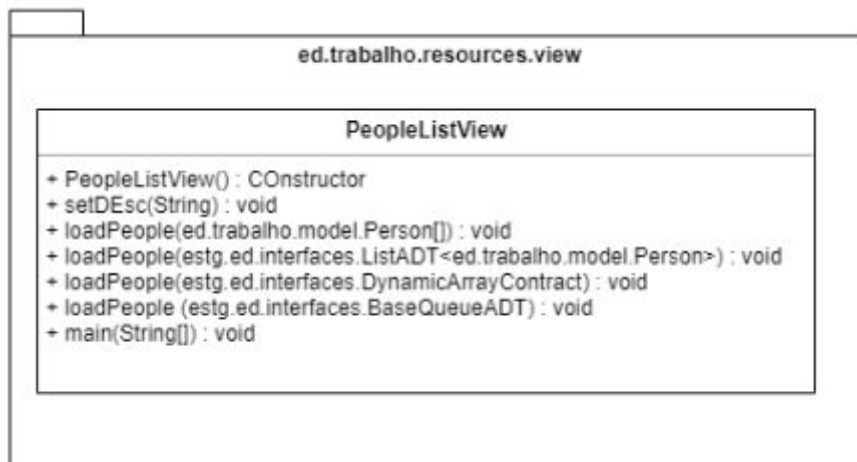 ed.trabalho.resources.view
PeopleListView
+ PeopleListView() : COnstructor
+ setDEsc(String) : void
+ loadPeople(ed.trabalho.model.Person[]) : void
+ loadPeople(estg.ed.interfaces.ListADT<ed.trabalho.model.Person>) : void
+ loadPeople(estg.ed.interfaces.DynamicArrayContract) : void
+ loadPeople (estg.ed.interfaces.BaseQueueADT) : void
+ main(String[]) : void